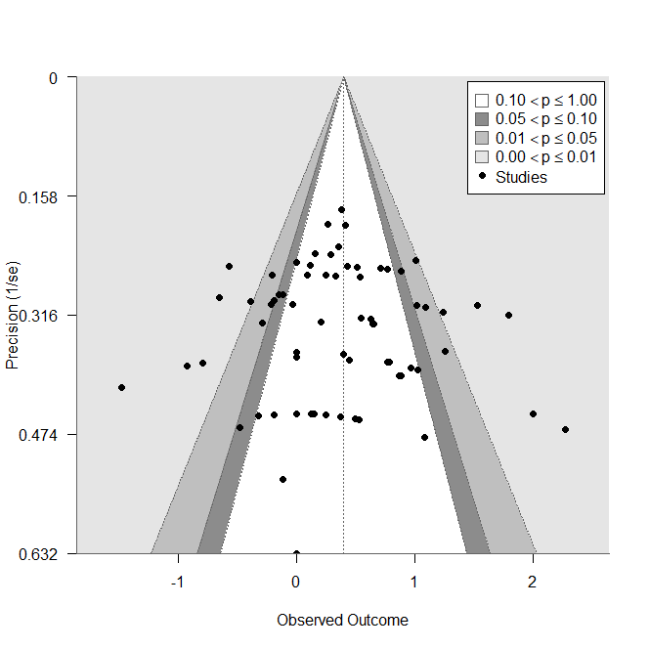 0
0.158
0.316
0.474
0.632
Precision (1/se)
-1
0
1
2
Observed Outcome
0.10 < p ≤ 1.00
0.05 < p ≤ 0.10
0.01 < p ≤ 0.05
0.00 < p ≤ 0.01
Studies